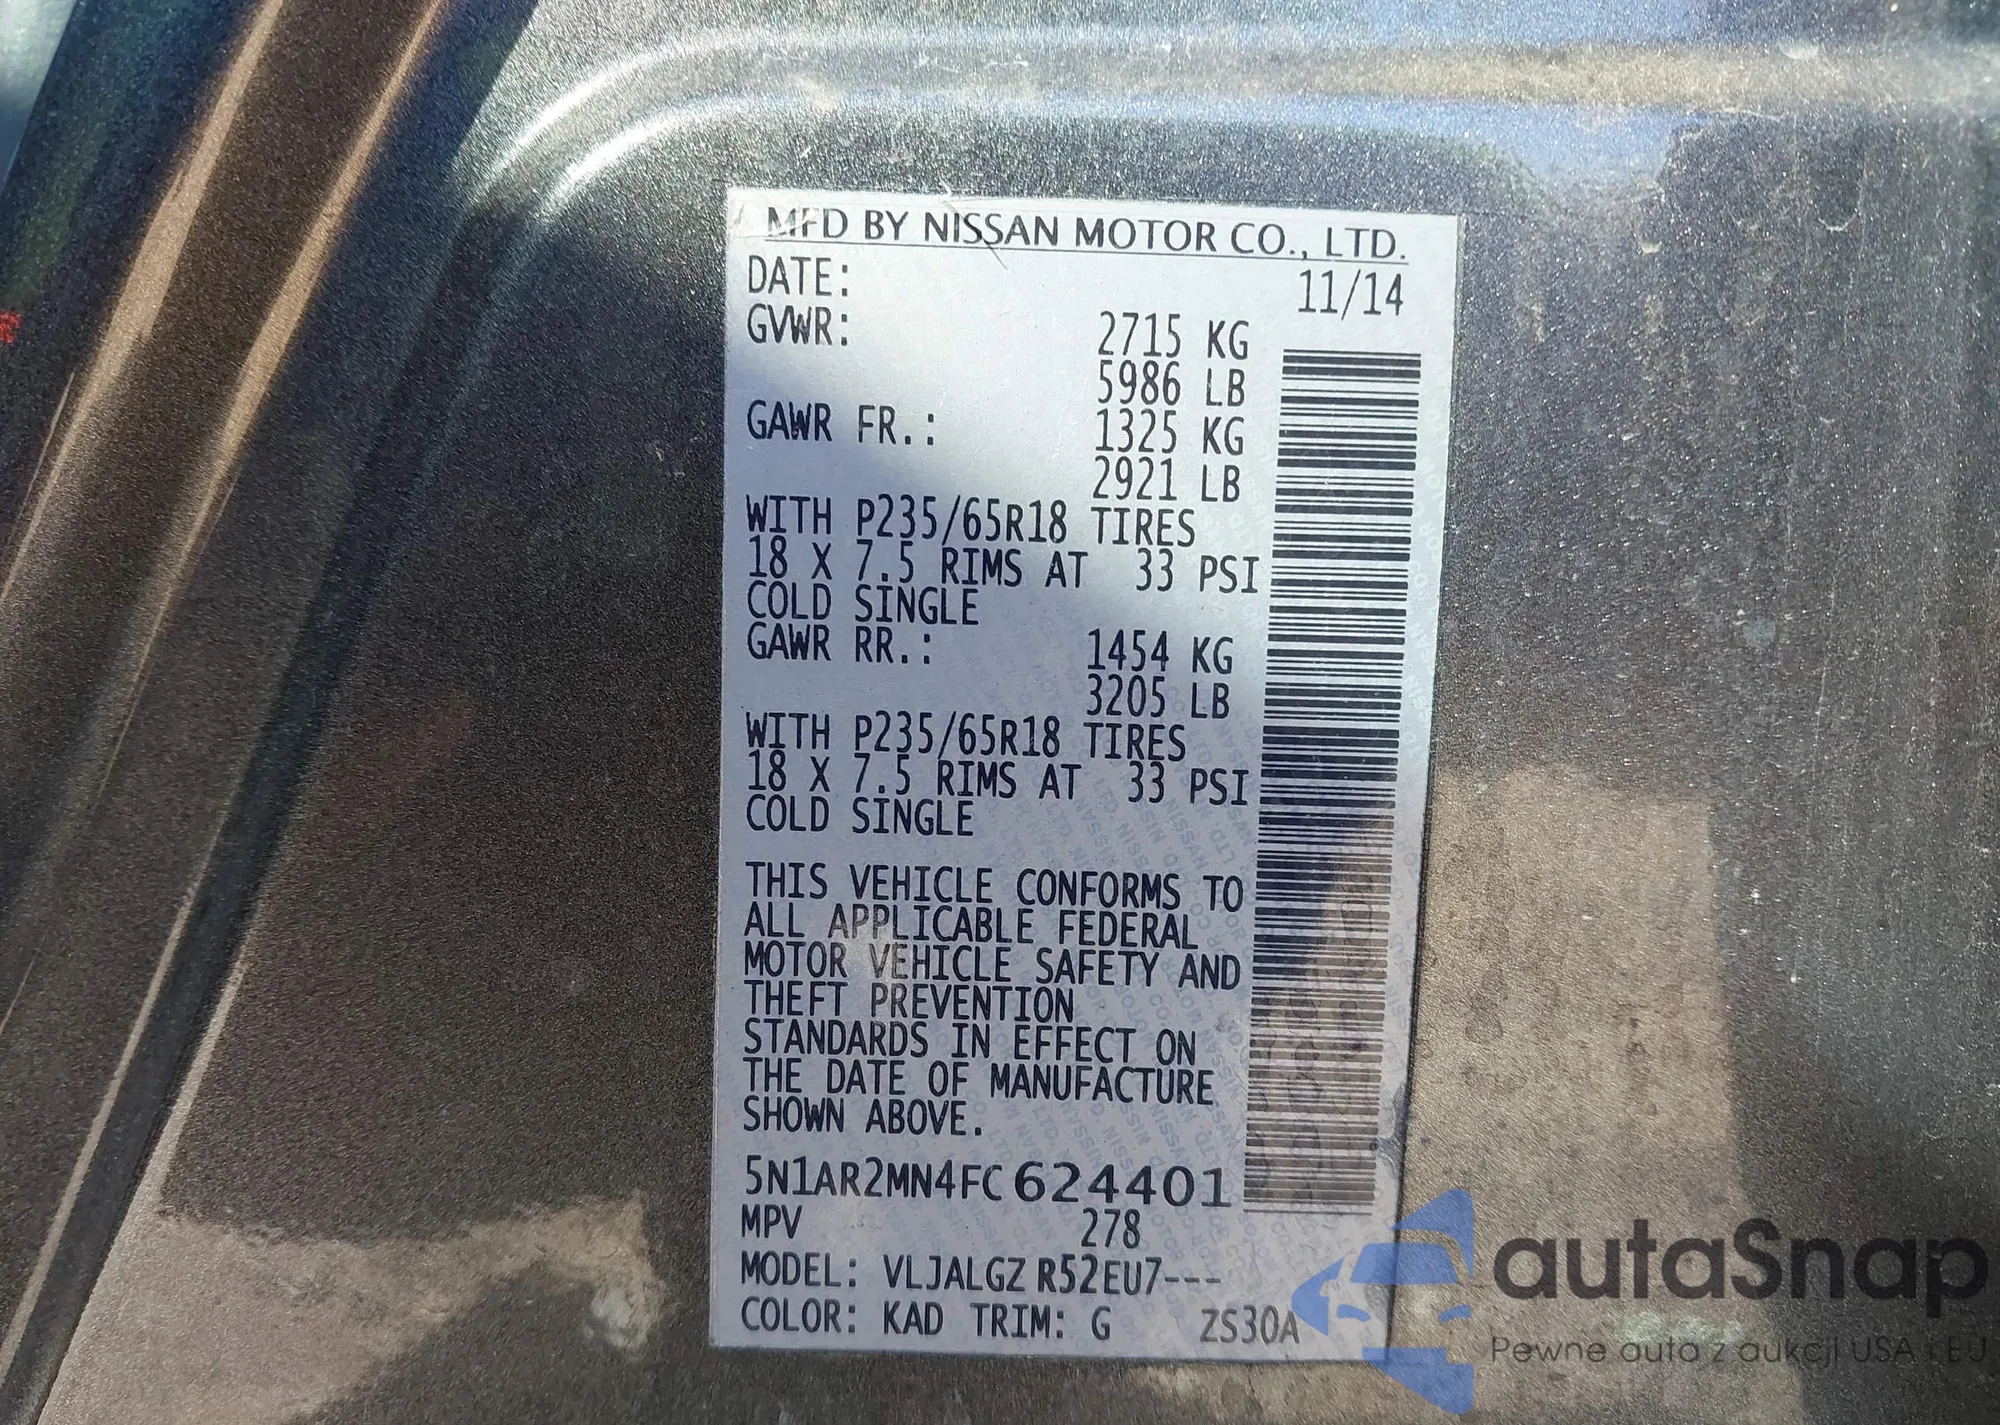 MFD BY NISSAN MOTOR CO., LTD.
DATE: 11/14
GVWR: 2715 KG
5986 LB
GAWR FR.: 1325 KG
2921 LB
WITH P235/65R18 TIRES
18 X 7.5 RIMS AT 33 PSI
COLD SINGLE
GAWR RR.: 1454 KG
3205 LB
WITH P235/65R18 TIRES
18 X 7.5 RIMS AT 33 PSI
COLD SINGLE
THIS VEHICLE CONFORMS TO
ALL APPLICABLE FEDERAL
MOTOR VEHICLE SAFETY AND
THEFT PREVENTION
STANDARDS IN EFFECT ON
THE DATE OF MANUFACTURE
SHOWN ABOVE.
5N1AR2MN4FC624401
MPV 278
MODEL: VLJALGZ R52EU7---
COLOR: KAD TRIM: G ZS30A
autaSnap
Pewne auto z aukcji USA i EU